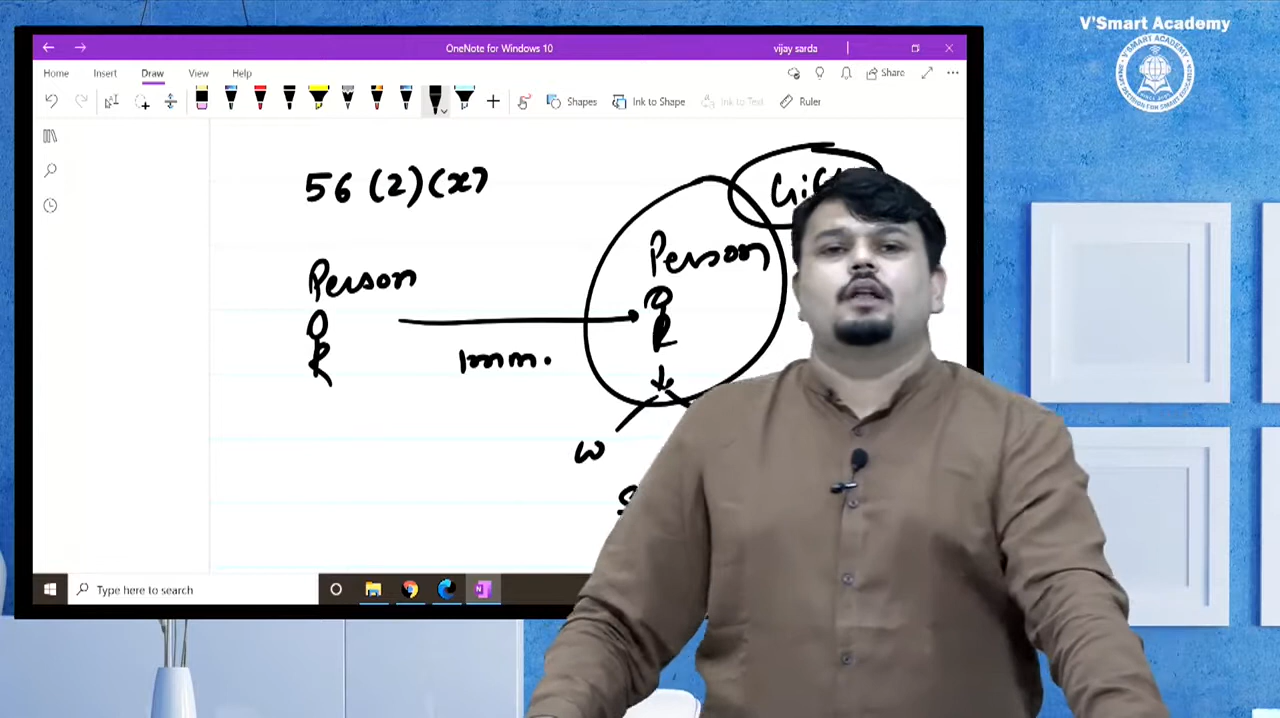 V'Smart Academy
OneNote for Windows 10
vijay sarda
Home Insert Draw View Help
Share
Shapes Ink to Shape Ink to Text Ruler
56 (2) (x)
Person
Person
Imm.
w
Type here to search